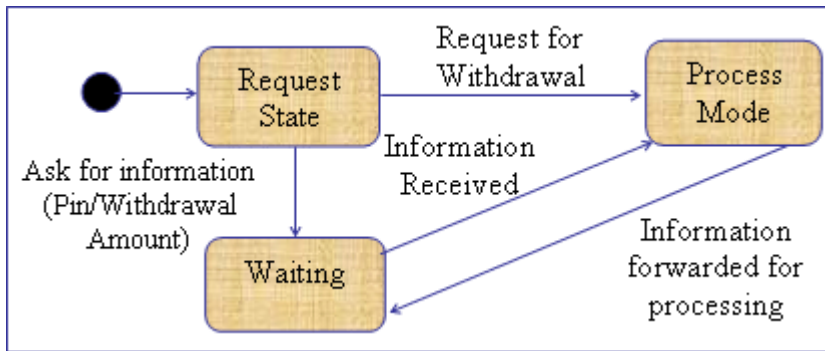 Request
State
Request for
Withdrawal
Process
Mode
Ask for information
(Pin/Withdrawal
Amount)
Information
Received
Waiting
Information
forwarded for
processing